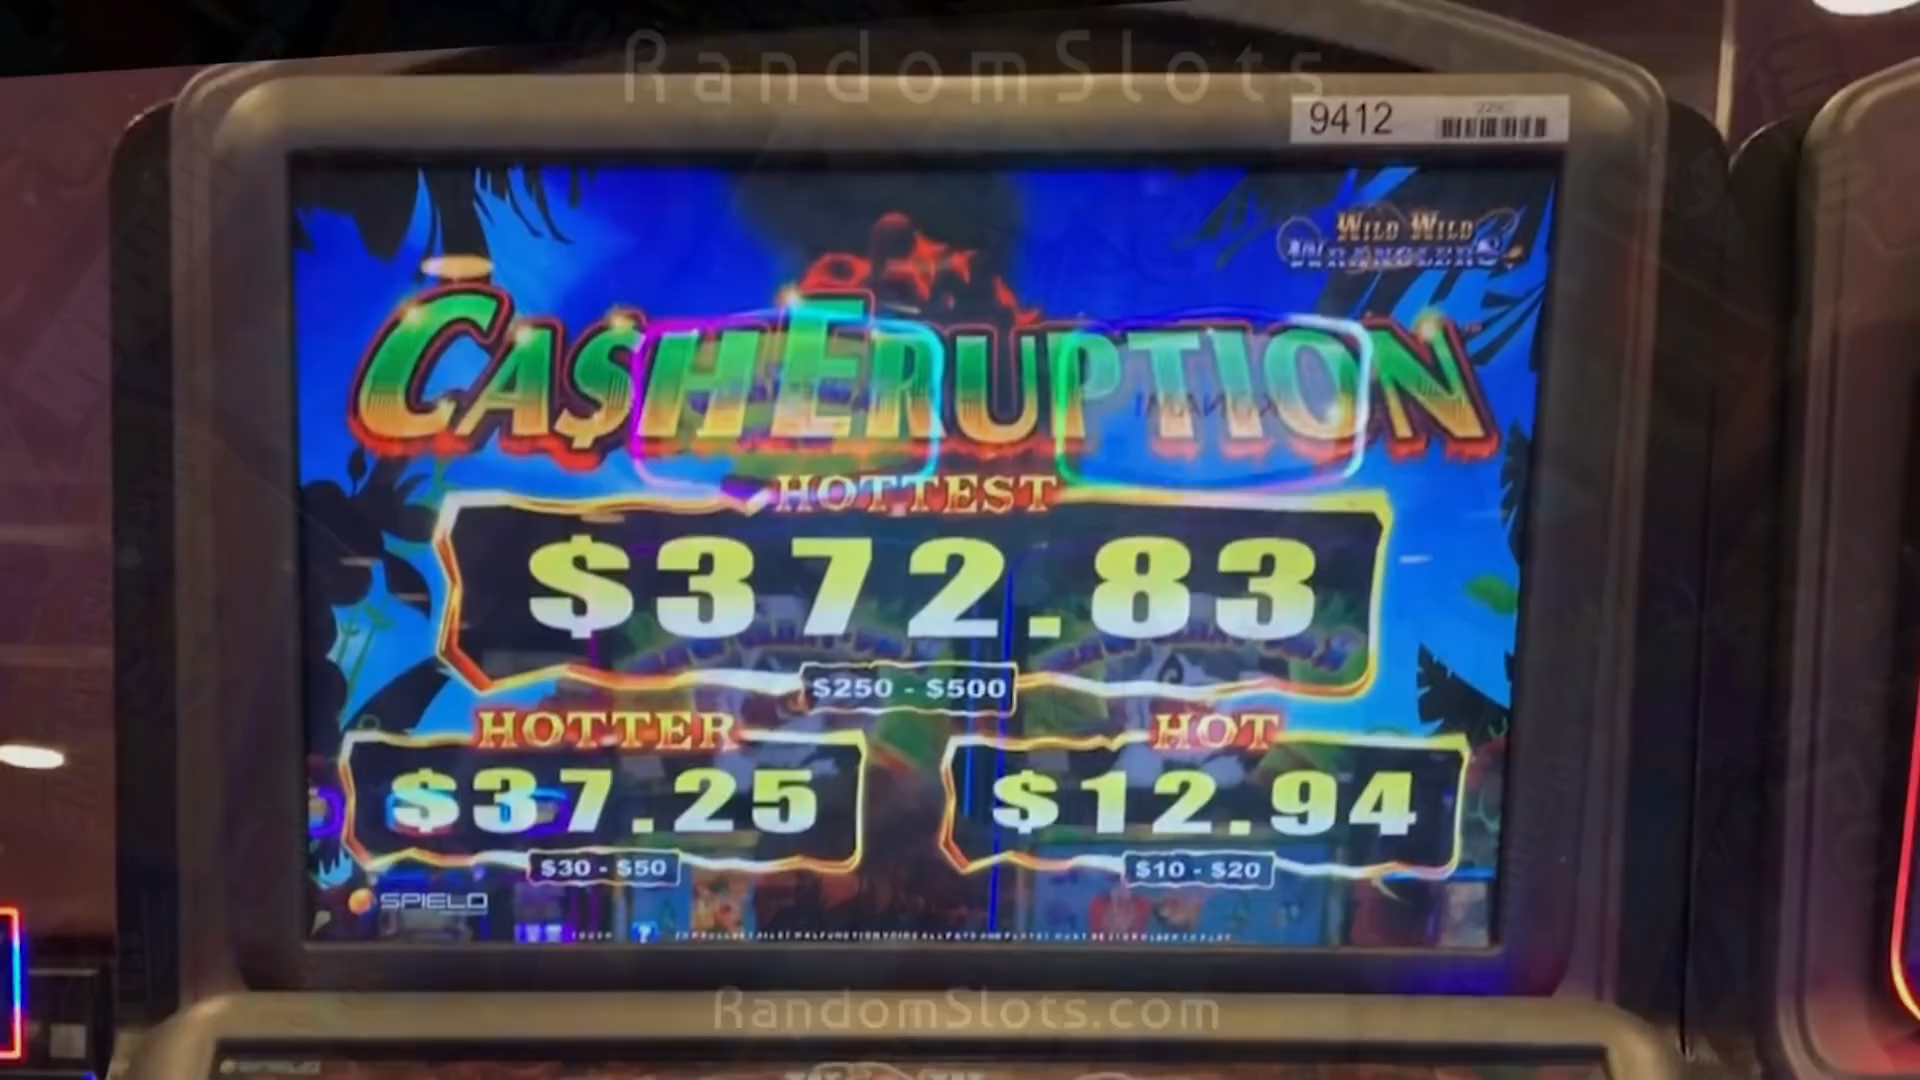 RandomSlots
9412
WILD WILD
WRANGLERS
CA$HERUPTION
IMANOK
HOTTEST
$372.83
$250 - $500
HOTTER
HOT
$37.25
$12.94
$30 - $50
$10 - $20
SPIELO
RandomSlots.com